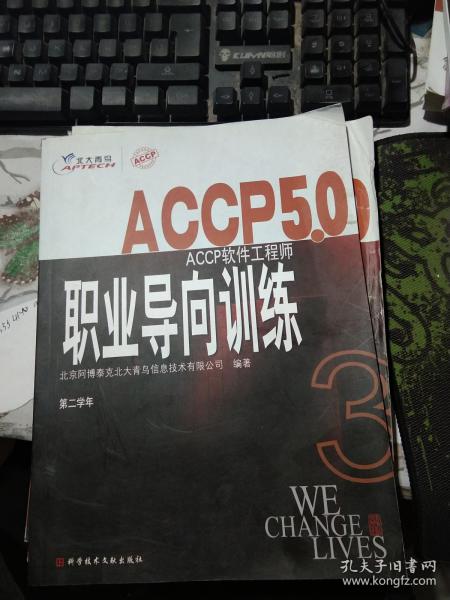 北大青鸟
APTECH
ACCP
ACCP5.0
ACCP软件工程师
职业导向训练
北京阿博泰克北大青鸟信息技术有限公司 编著
第二学年
3
WE
CHANGE
LIVES
科学技术文献出版社
孔夫子旧书网
www.kongfz.com